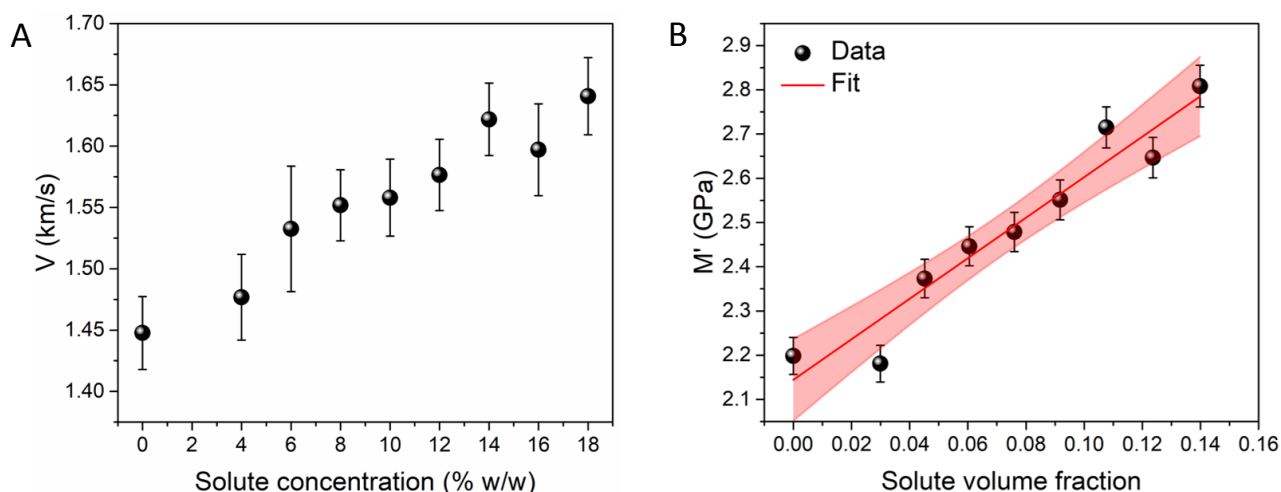 A
V (km/s)
1.70
1.65
1.60
1.55
1.50
1.45
1.40
0 2 4 6 8 10 12 14 16 18
Solute concentration (% w/w)
B
M' (GPa)
2.9
2.8
2.7
2.6
2.5
2.4
2.3
2.2
2.1
Data
Fit
0.00 0.02 0.04 0.06 0.08 0.10 0.12 0.14 0.16
Solute volume fraction